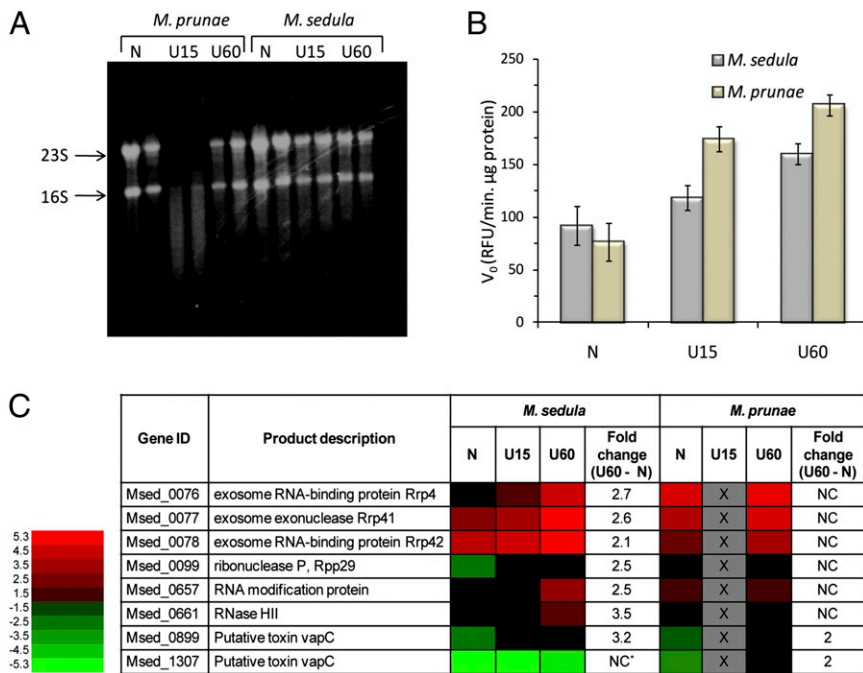 A
M. prunae M. sedula
N U15 U60 N U15 U60
23S
16S
B
V0(RFU/min. µg protein)
250
200
150
100
50
0
M. sedula
M. prunae
N U15 U60
C
Gene ID Product description M. sedula M. prunae
N U15 U60 Fold change (U60 - N) N U15 U60 Fold change (U60 - N)
Msed_0076 exosome RNA-binding protein Rrp4 2.7 X NC
Msed_0077 exosome exonuclease Rrp41 2.6 X NC
Msed_0078 exosome RNA-binding protein Rrp42 2.1 X NC
Msed_0099 ribonuclease P, Rpp29 2.5 X NC
Msed_0657 RNA modification protein 2.5 X NC
Msed_0661 RNase HII 3.5 X NC
Msed_0899 Putative toxin vapC 3.2 X 2
Msed_1307 Putative toxin vapC NC* X 2
5.3
4.5
3.5
2.5
1.5
-1.5
-2.5
-3.5
-4.5
-5.3